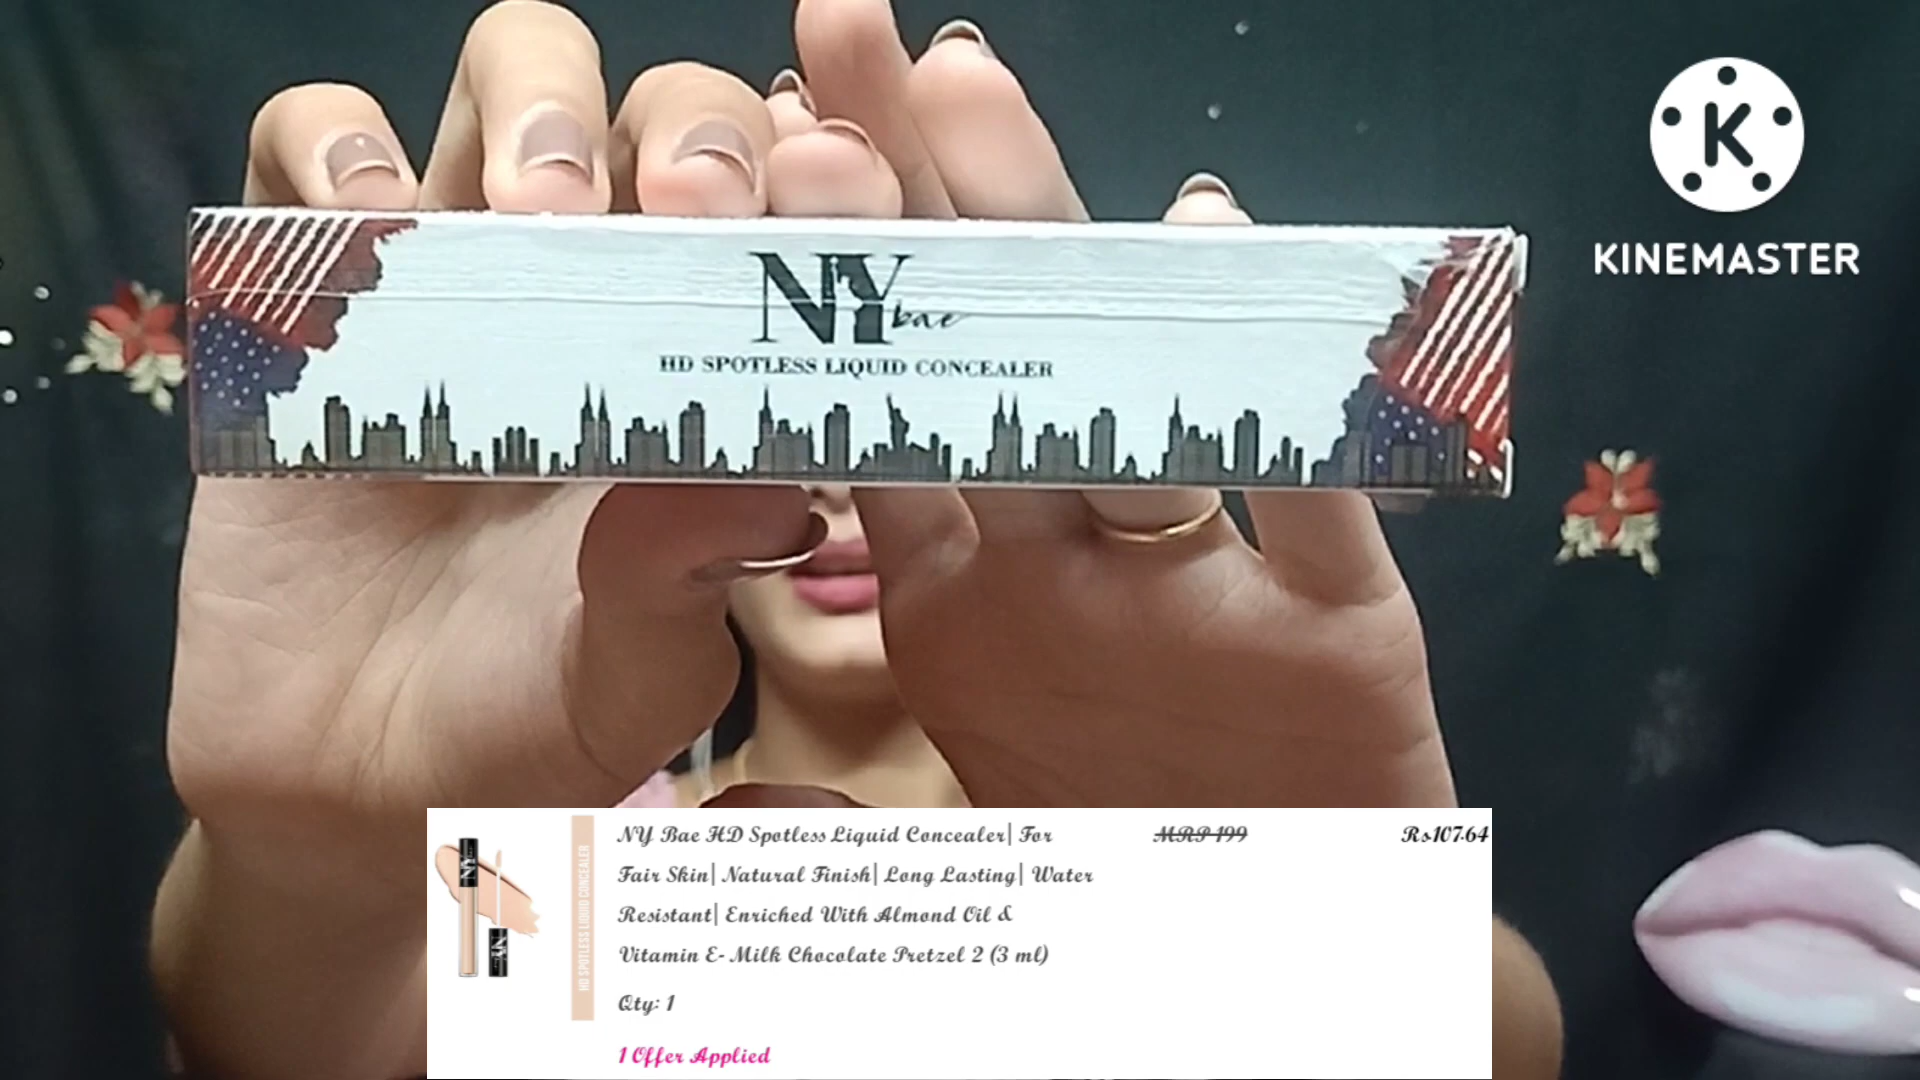 K
KINEMASTER
NY bae
HD SPOTLESS LIQUID CONCEALER
NY Bae HD Spotless Liquid Concealer| For
Fair Skin| Natural Finish| Long Lasting| Water
Resistant| Enriched With Almond Oil &
Vitamin E- Milk Chocolate Pretzel 2 (3 ml)
MRP 199
Rs107.64
Qty: 1
1 Offer Applied
HD SPOTLESS LIQUID CONCEALER
NY
NY